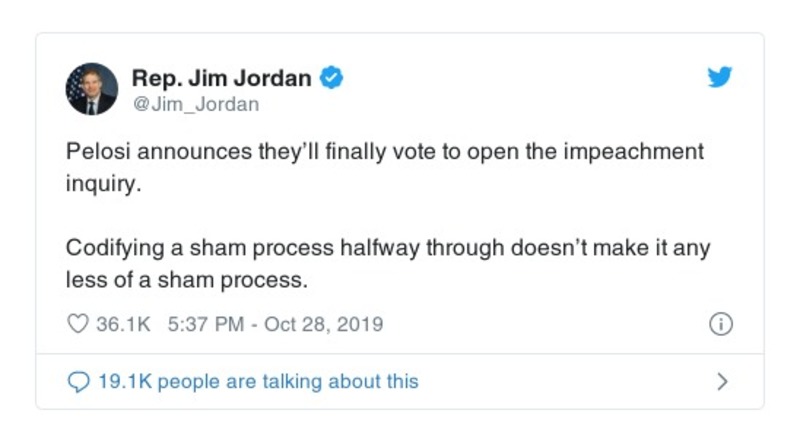 Rep. Jim Jordan
@Jim_Jordan
Pelosi announces they’ll finally vote to open the impeachment
inquiry.
Codifying a sham process halfway through doesn’t make it any
less of a sham process.
36.1K 5:37 PM - Oct 28, 2019
19.1K people are talking about this